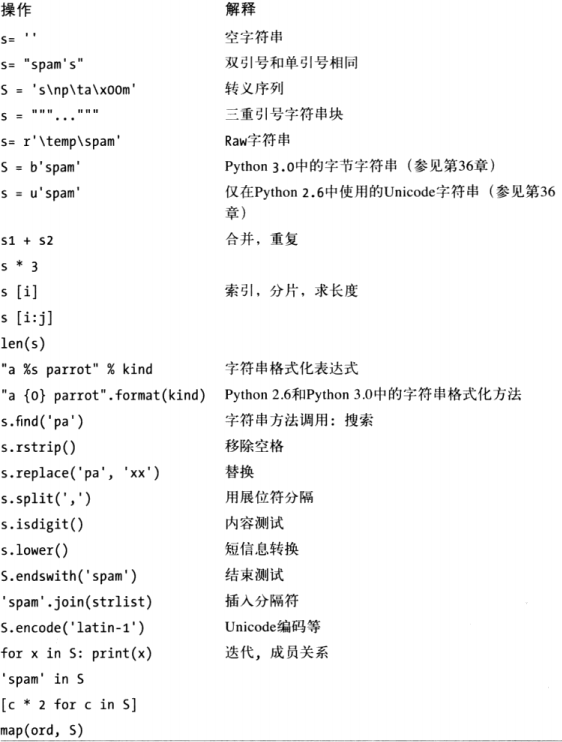 操作 解释
s= '' 空字符串
s= "spam's" 双引号和单引号相同
S = 's\np\ta\x00m' 转义序列
s = """...""" 三重引号字符串块
s= r'\temp\spam' Raw字符串
S = b'spam' Python 3.0中的字节字符串（参见第36章）
s = u'spam' 仅在Python 2.6中使用的Unicode字符串（参见第36
章）
s1 + s2 合并，重复
s * 3
s [i] 索引，分片，求长度
s [i:j]
len(s)
"a %s parrot" % kind 字符串格式化表达式
"a {0} parrot".format(kind) Python 2.6和Python 3.0中的字符串格式化方法
s.find('pa') 字符串方法调用：搜索
s.rstrip() 移除空格
s.replace('pa', 'xx') 替换
s.split(',') 用展位符分隔
s.isdigit() 内容测试
s.lower() 短信息转换
S.endswith('spam') 结束测试
'spam'.join(strlist) 插入分隔符
S.encode('latin-1') Unicode编码等
for x in S: print(x) 迭代，成员关系
'spam' in S
[c * 2 for c in S]
map(ord, S)